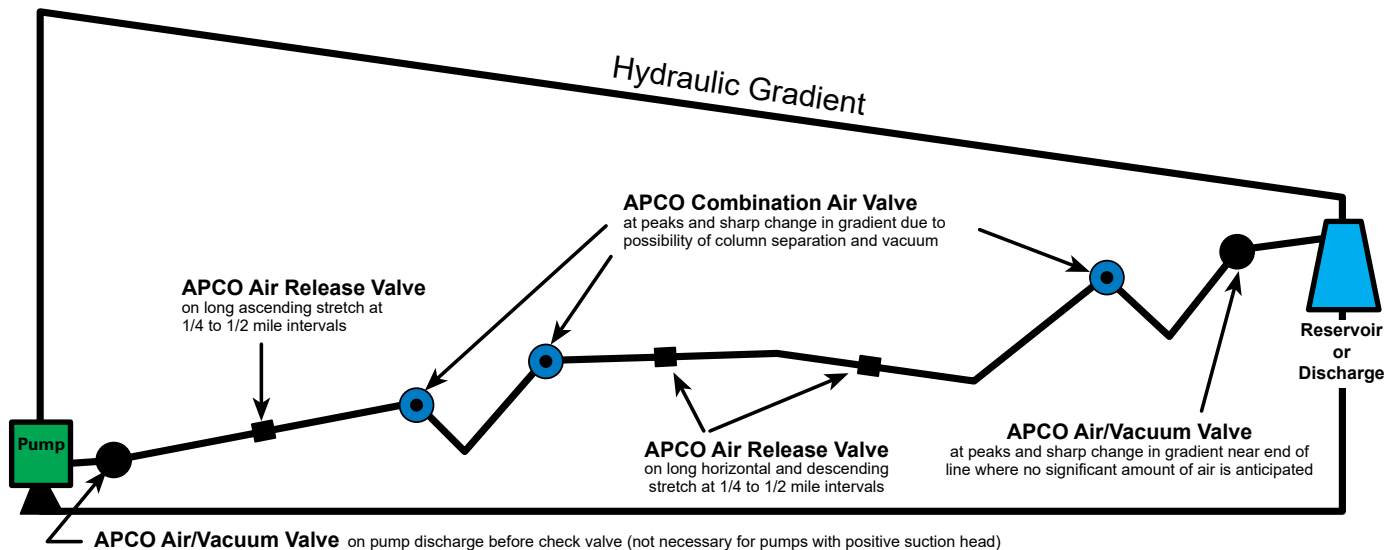 Hydraulic Gradient
APCO Combination Air Valve
at peaks and sharp change in gradient due to
possibility of column separation and vacuum
APCO Air Release Valve
on long ascending stretch at
1/4 to 1/2 mile intervals
Reservoir
or
Discharge
Pump
APCO Air Release Valve
on long horizontal and descending
stretch at 1/4 to 1/2 mile intervals
APCO Air/Vacuum Valve
at peaks and sharp change in gradient near end of
line where no significant amount of air is anticipated
APCO Air/Vacuum Valve on pump discharge before check valve (not necessary for pumps with positive suction head)